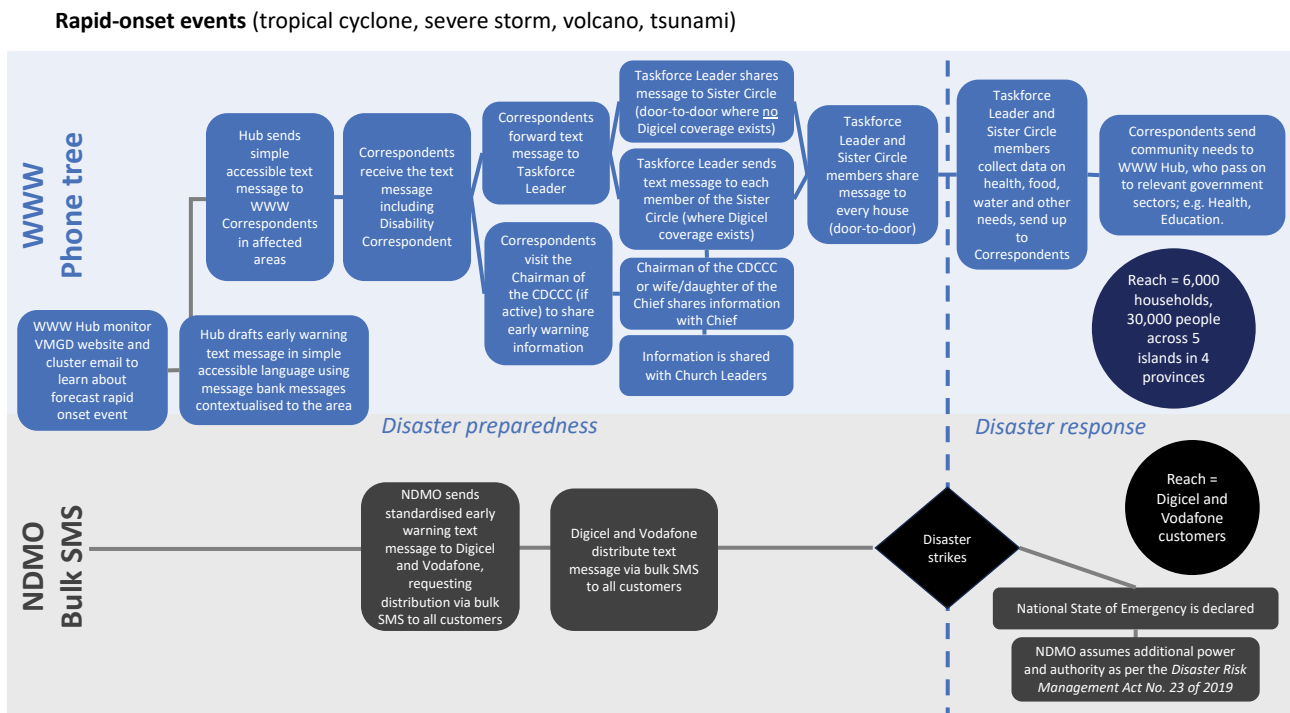 Rapid-onset events (tropical cyclone, severe storm, volcano, tsunami)
WWW
Phone tree
WWW Hub monitor
VMGD website and
cluster email to
learn about
forecast rapid
onset event
Hub drafts early warning
text message in simple
accessible language using
message bank messages
contextualised to the area
Hub sends
simple
accessible text
message to
WWW
Correspondents
in affected
areas
Correspondents
receive the text
message
including
Disability
Correspondent
Correspondents
forward text
message to
Taskforce
Leader
Correspondents
visit the
Chairman of
the CDCCC (if
active) to share
early warning
information
Taskforce Leader shares
message to Sister Circle
(door-to-door where no
Digicel coverage exists)
Taskforce Leader sends
text message to each
member of the Sister
Circle (where Digicel
coverage exists)
Chairman of the CDCCC
or wife/daughter of the
Chief shares information
with Chief
Information is shared
with Church Leaders
Taskforce
Leader and
Sister Circle
members share
message to
every house
(door-to-door)
Taskforce
Leader and
Sister Circle
members
collect data on
health, food,
water and other
needs, send up
to
Correspondents
Correspondents send
community needs to
WWW Hub, who pass on
to relevant government
sectors; e.g. Health,
Education.
Reach = 6,000
households,
30,000 people
across 5
islands in 4
provinces
Disaster preparedness
Disaster response
NDMO
Bulk SMS
NDMO sends
standardised early
warning text
message to Digicel
and Vodafone,
requesting
distribution via bulk
SMS to all customers
Digicel and Vodafone
distribute text
message via bulk SMS
to all customers
Disaster
strikes
Reach =
Digicel and
Vodafone
customers
National State of Emergency is declared
NDMO assumes additional power
and authority as per the Disaster Risk
Management Act No. 23 of 2019